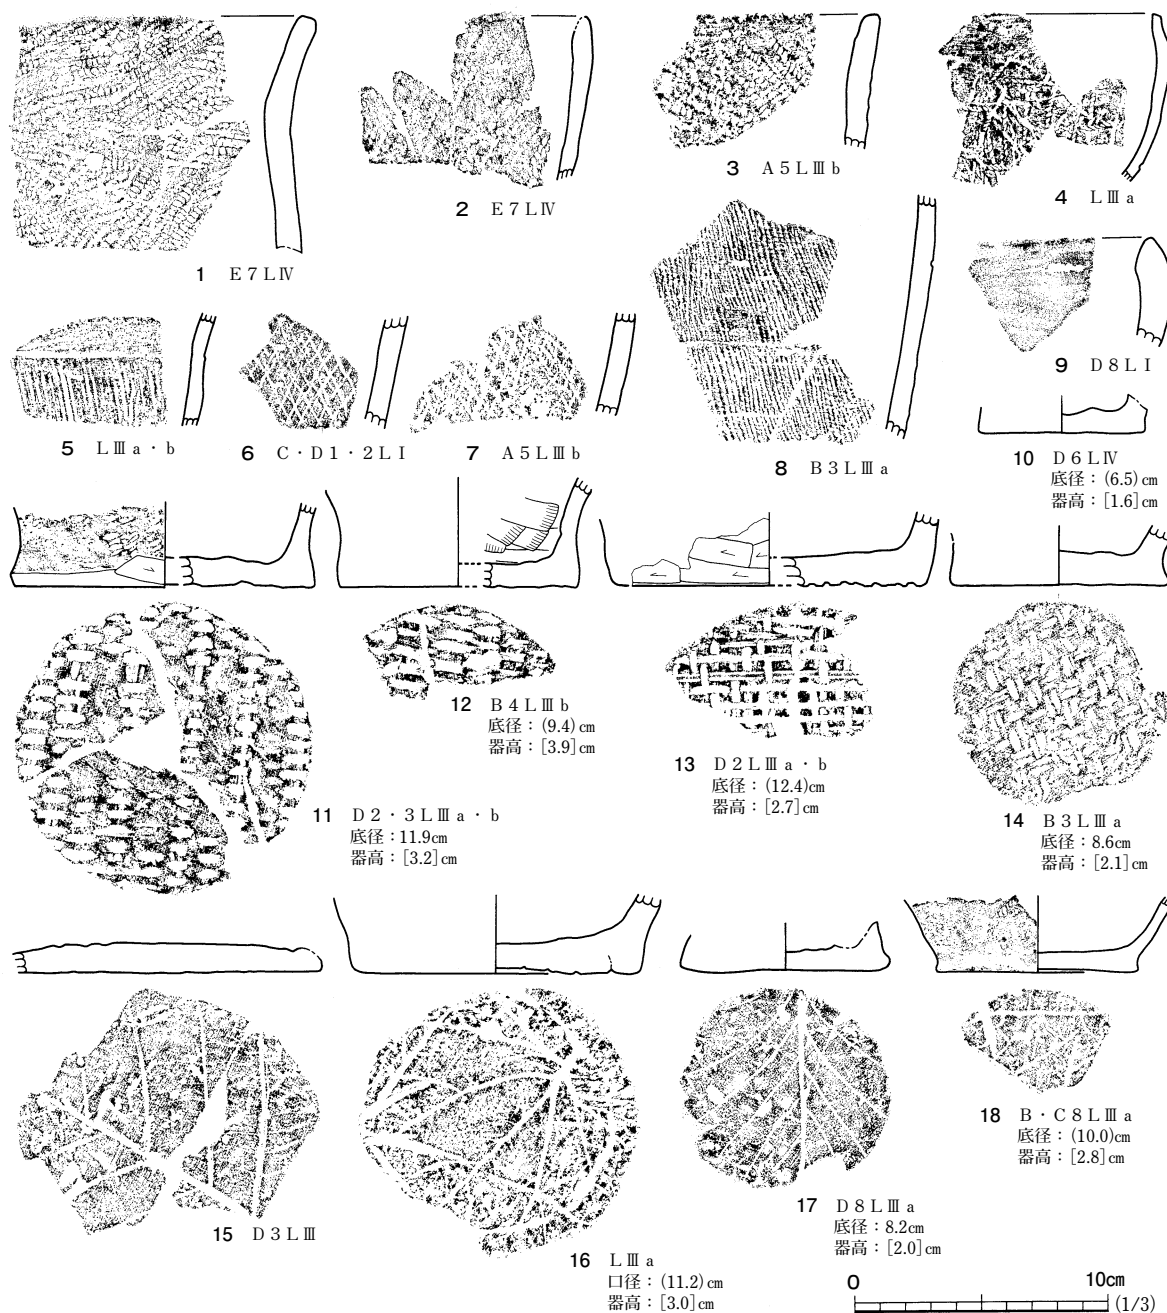 1 E7LⅣ
2 E7LⅣ
3 A5LⅢb
4 LⅢa
5 LⅢa・b
6 C・D1・2LⅠ
7 A5LⅢb
8 B3LⅢa
9 D8LⅠ
10 D6LⅣ
底径：(6.5)cm
器高：[1.6]cm
11 D2・3LⅢa・b
底径：11.9cm
器高：[3.2]cm
12 B4LⅢb
底径：(9.4)cm
器高：[3.9]cm
13 D2LⅢa・b
底径：(12.4)cm
器高：[2.7]cm
14 B3LⅢa
底径：8.6cm
器高：[2.1]cm
15 D3LⅢ
16 LⅢa
口径：(11.2)cm
器高：[3.0]cm
17 D8LⅢa
底径：8.2cm
器高：[2.0]cm
18 B・C8LⅢa
底径：(10.0)cm
器高：[2.8]cm
0 10cm
(1/3)